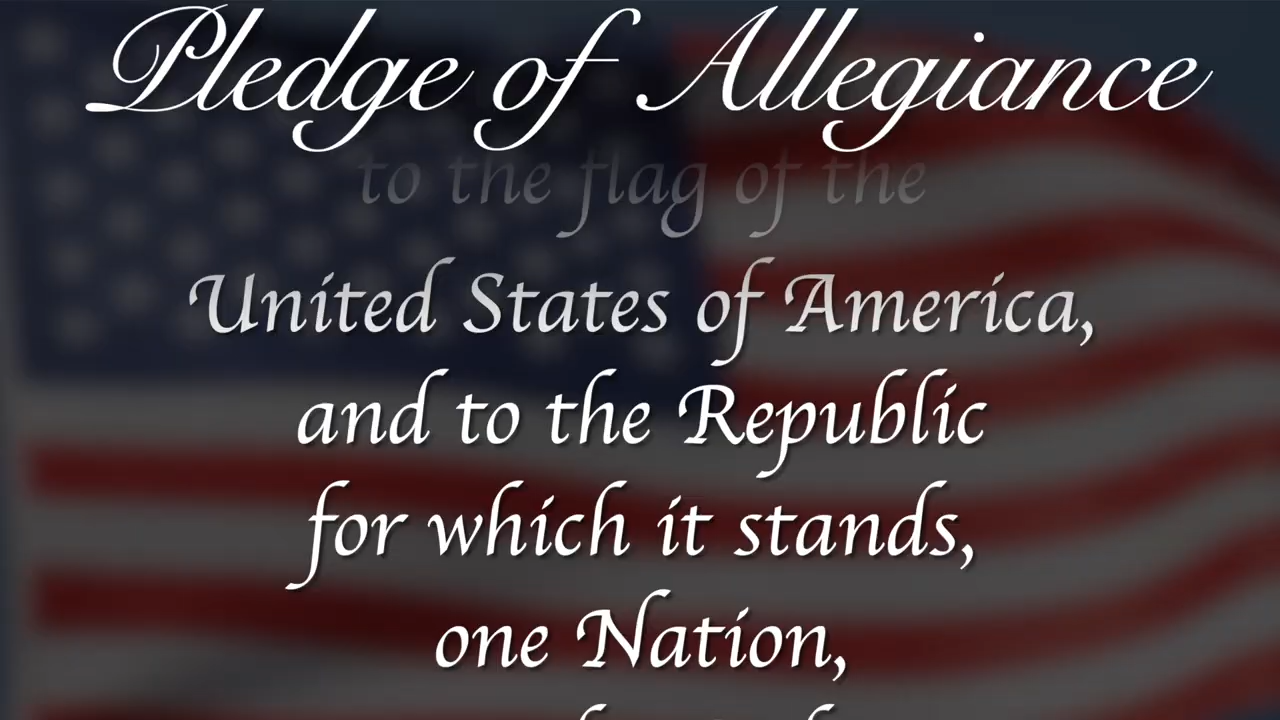 Pledge of Allegiance
to the flag of the
United States of America,
and to the Republic
for which it stands,
one Nation,